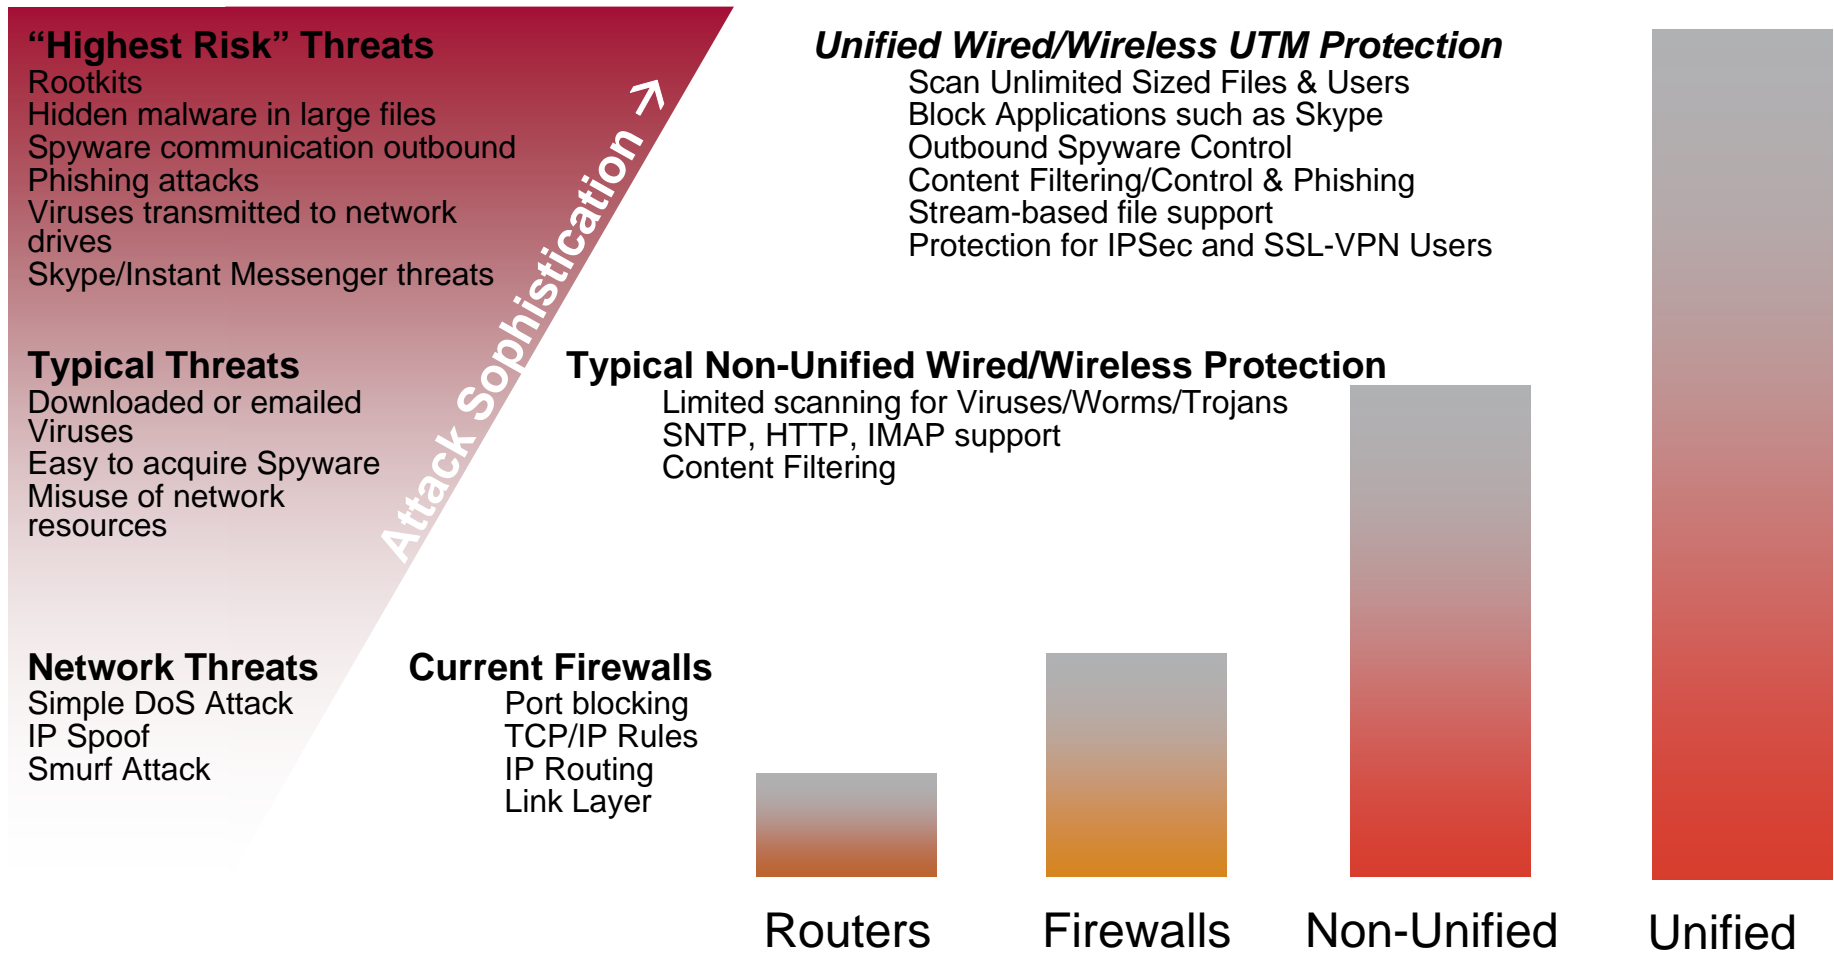 “Highest Risk” Threats
Rootkits
Hidden malware in large files
Spyware communication outbound
Phishing attacks
Viruses transmitted to network
drives
Skype/Instant Messenger threats
Typical Threats
Downloaded or emailed
Viruses
Easy to acquire Spyware
Misuse of network
resources
Network Threats
Simple DoS Attack
IP Spoof
Smurf Attack
Attack Sophistication →
Unified Wired/Wireless UTM Protection
Scan Unlimited Sized Files & Users
Block Applications such as Skype
Outbound Spyware Control
Content Filtering/Control & Phishing
Stream-based file support
Protection for IPSec and SSL-VPN Users
Typical Non-Unified Wired/Wireless Protection
Limited scanning for Viruses/Worms/Trojans
SNTP, HTTP, IMAP support
Content Filtering
Current Firewalls
Port blocking
TCP/IP Rules
IP Routing
Link Layer
Routers
Firewalls
Non-Unified
Unified